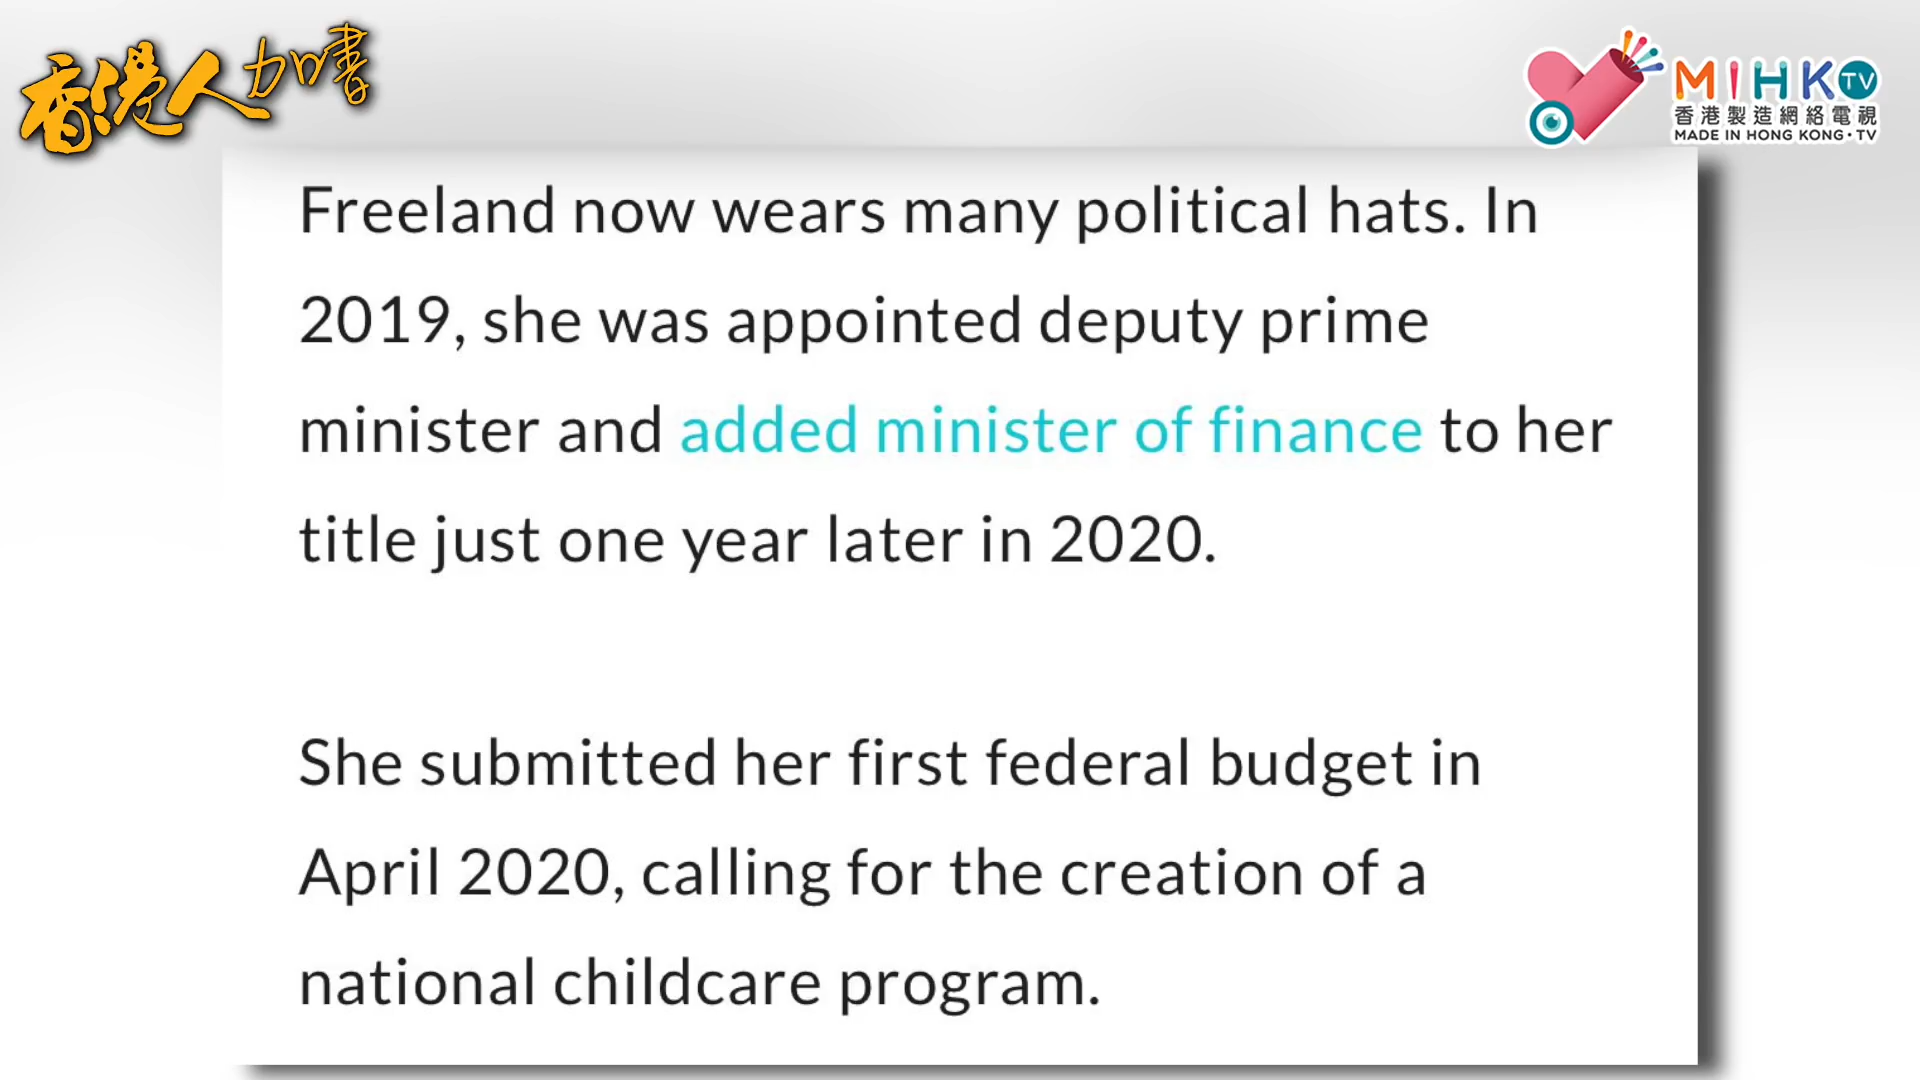 香港人加嘥
MIHK TV
香港製造網絡電視
MADE IN HONG KONG · TV
Freeland now wears many political hats. In
2019, she was appointed deputy prime
minister and added minister of finance to her
title just one year later in 2020.
She submitted her first federal budget in
April 2020, calling for the creation of a
national childcare program.